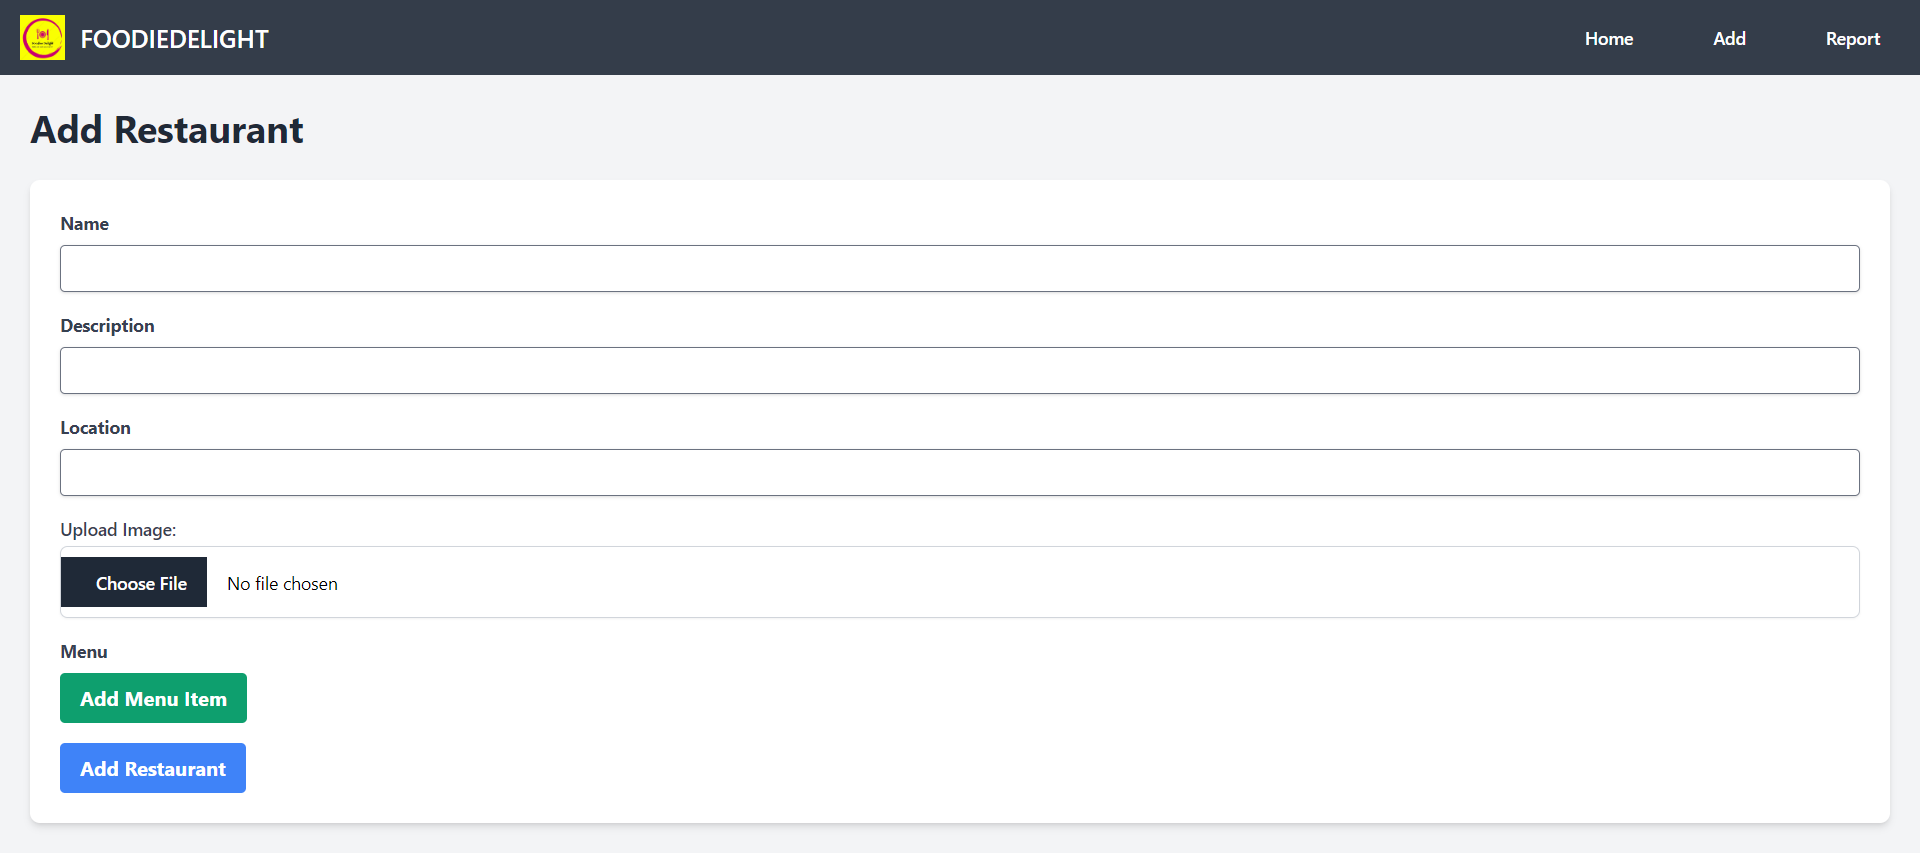 FOODIEDELIGHT
Home Add Report
Add Restaurant
Name
Description
Location
Upload Image:
Choose File No file chosen
Menu
Add Menu Item
Add Restaurant